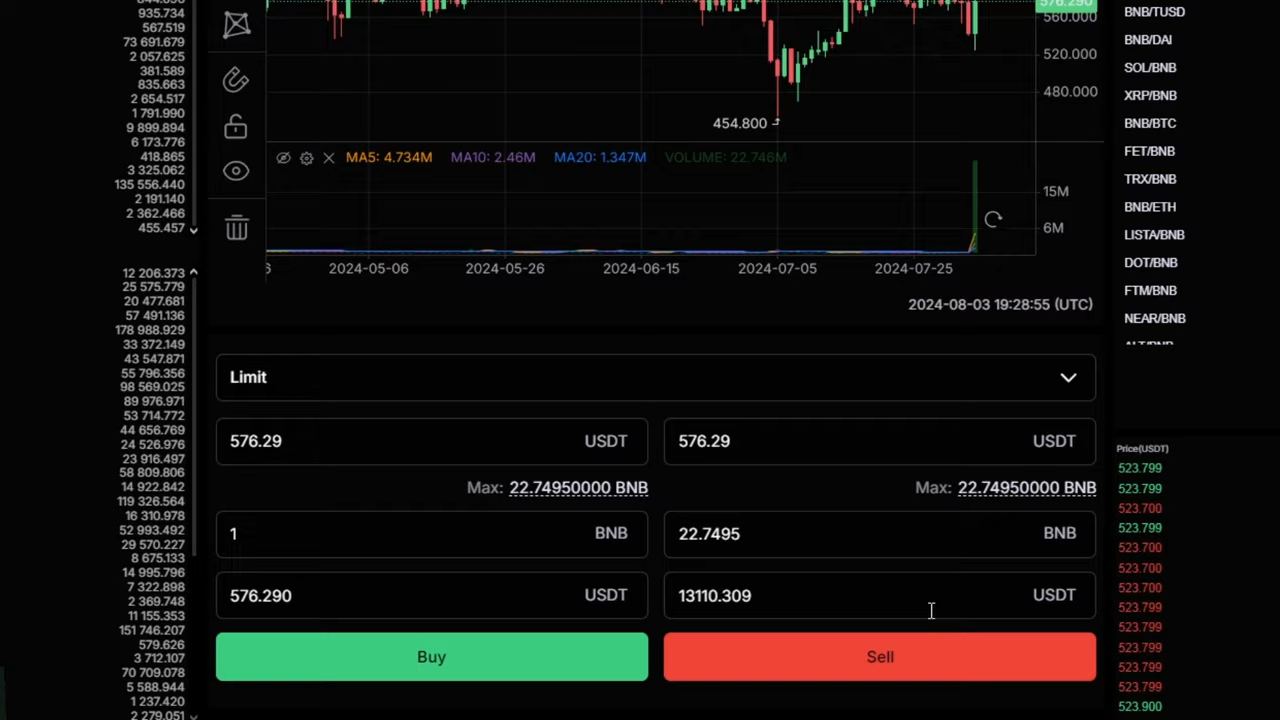 935.734
567.519
73 691.679
2 057.625
381.589
835.663
2 654.517
1 791.990
9 899.894
6 173.776
418.865
3 325.062
135 556.440
2 191.140
2 362.466
455.457
12 206.373
25 575.779
20 477.681
57 491.136
178 988.929
33 372.149
43 547.871
55 796.356
98 569.025
89 976.971
53 714.772
44 656.769
24 526.976
23 916.497
58 809.806
14 922.842
119 326.564
16 310.978
52 993.492
29 570.227
8 675.133
14 995.796
7 322.898
2 369.748
11 155.353
151 746.207
579.626
3 712.107
70 709.078
5 588.944
1 237.420
2 279.051
576.290
560.000
520.000
480.000
454.800
MA5: 4.734M MA10: 2.46M MA20: 1.347M VOLUME: 22.746M
15M
6M
6 2024-05-06 2024-05-26 2024-06-15 2024-07-05 2024-07-25
2024-08-03 19:28:55 (UTC)
Limit
576.29 USDT
576.29 USDT
Max: 22.74950000 BNB
Max: 22.74950000 BNB
1 BNB
22.7495 BNB
576.290 USDT
13110.309 USDT
Buy
Sell
BNB/TUSD
BNB/DAI
SOL/BNB
XRP/BNB
BNB/BTC
FET/BNB
TRX/BNB
BNB/ETH
LISTA/BNB
DOT/BNB
FTM/BNB
NEAR/BNB
Price(USDT)
523.799
523.799
523.700
523.799
523.700
523.700
523.700
523.799
523.799
523.799
523.799
523.799
523.900